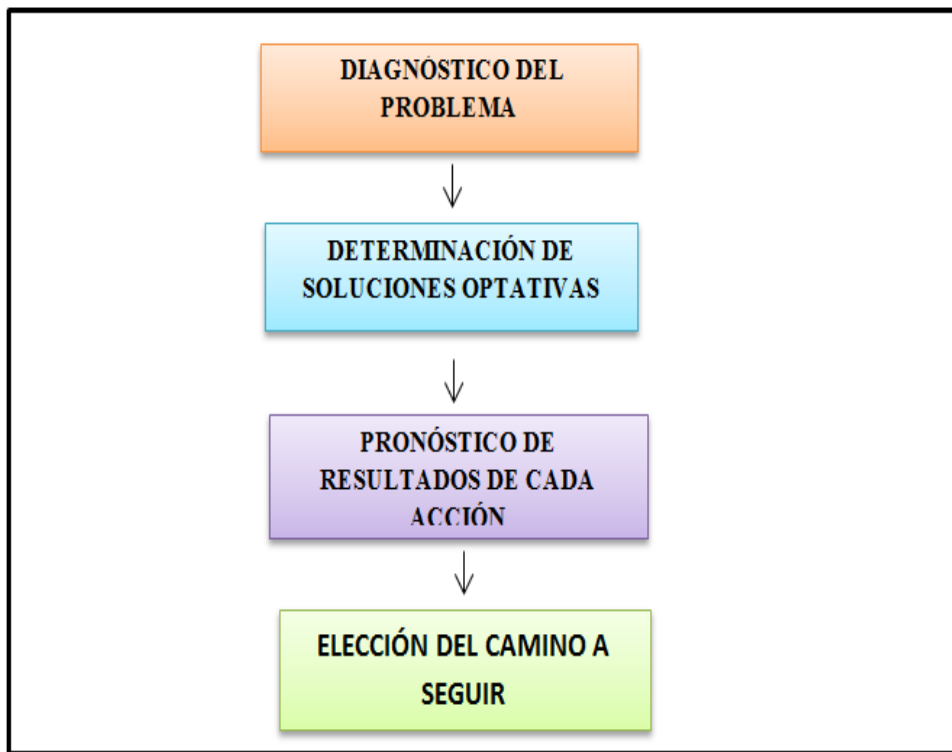 DIAGNÓSTICO DEL
PROBLEMA
DETERMINACIÓN DE
SOLUCIONES OPTATIVAS
PRONÓSTICO DE
RESULTADOS DE CADA
ACCIÓN
ELECCIÓN DEL CAMINO A
SEGUIR